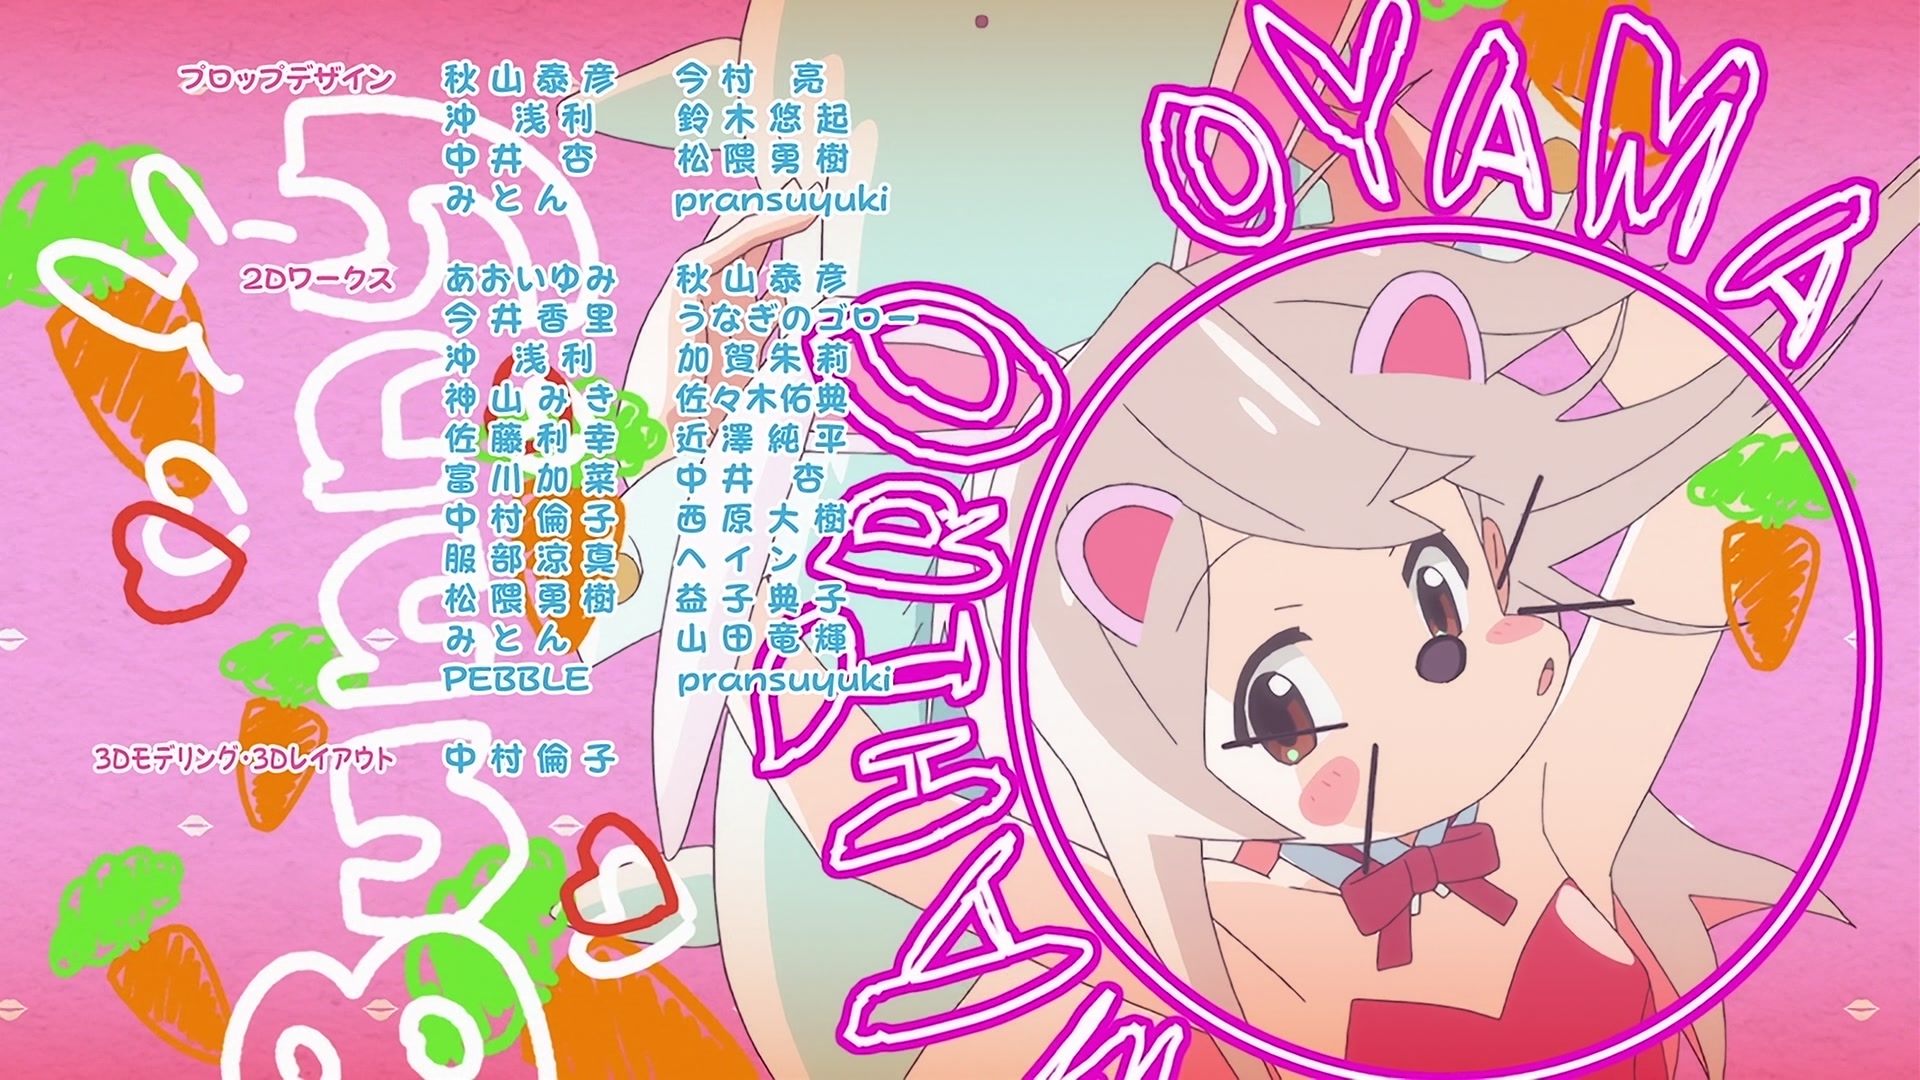 プロップデザイン 秋山泰彦 今村 亮
沖 浅利 鈴木悠起
中井 杏 松隈勇樹
みとん pransuyuki
2Dワークス あおいゆみ 秋山泰彦
今井香里 うなぎのゴロー
沖 浅利 加賀朱莉
神山みき 佐々木佑典
佐藤利幸 近澤純平
富川加菜 中井 杏
中村倫子 西原大樹
服部涼真 ヘイン
松隈勇樹 益子典子
みとん 山田竜輝
PEBBLE pransuyuki
3Dモデリング・3Dレイアウト 中村倫子
OYAMA
MAHIRO